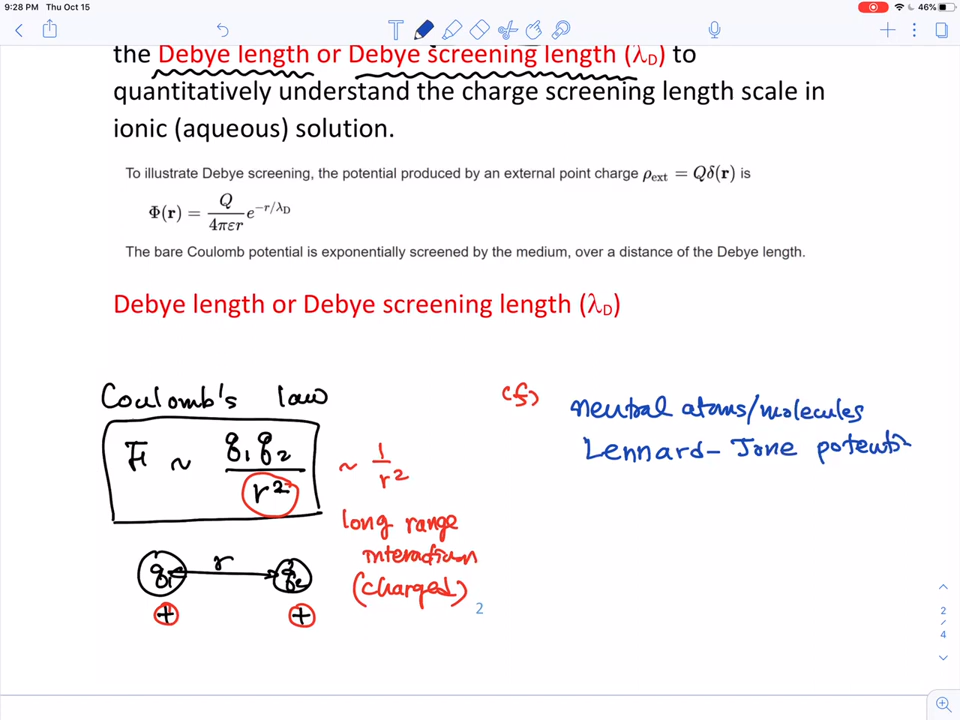 9:28 PM Thu Oct 15
46%
the Debye length or Debye screening length (λD) to
quantitatively understand the charge screening length scale in
ionic (aqueous) solution.
To illustrate Debye screening, the potential produced by an external point charge ρext = Qδ(r) is
Φ(r) = Q/4πεr e^−r/λD
The bare Coulomb potential is exponentially screened by the medium, over a distance of the Debye length.
Debye length or Debye screening length (λD)
Coulomb's law
F ~ q1q2/r²
~ 1/r²
long range
interaction
(charged)
q1 r q2
+ +
(cf)
neutral atoms/molecules
Lennard-Jone potenti
2
2
/
4